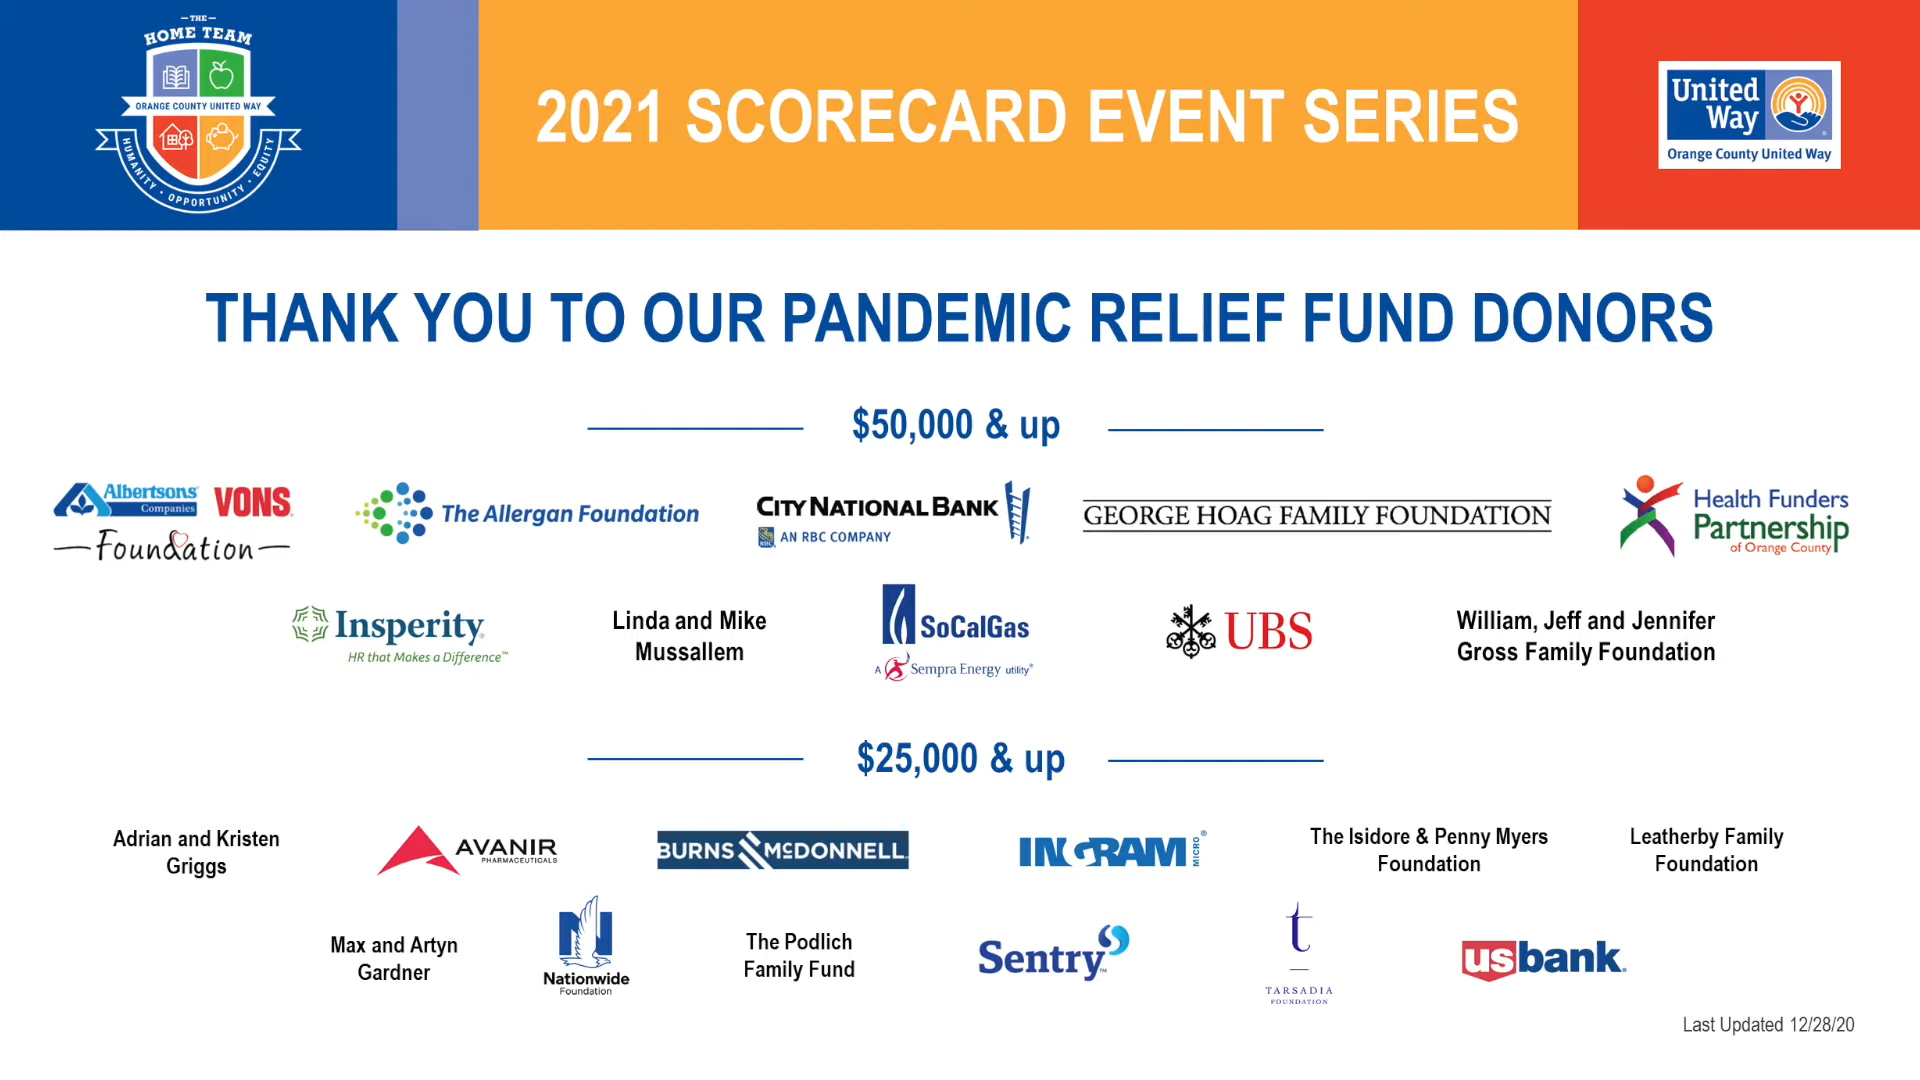 THE
HOME TEAM
ORANGE COUNTY UNITED WAY
HUMANITY • OPPORTUNITY • EQUITY
2021 SCORECARD EVENT SERIES
United
Way
Orange County United Way
THANK YOU TO OUR PANDEMIC RELIEF FUND DONORS
$50,000 & up
Albertsons®
Companies
VONS
Foundation
The Allergan Foundation
CITY NATIONAL BANK
RBC
AN RBC COMPANY
GEORGE HOAG FAMILY FOUNDATION
Health Funders
Partnership
of Orange County
Insperity®
HR that Makes a Difference™
Linda and Mike
Mussallem
SoCalGas
A Sempra Energy utility®
UBS
William, Jeff and Jennifer
Gross Family Foundation
$25,000 & up
Adrian and Kristen
Griggs
AVANIR
PHARMACEUTICALS
BURNS McDONNELL
INGRAM MICRO®
The Isidore & Penny Myers
Foundation
Leatherby Family
Foundation
Max and Artyn
Gardner
N
Nationwide
Foundation
The Podlich
Family Fund
Sentry™
t
TARSADIA
FOUNDATION
usbank
Last Updated 12/28/20